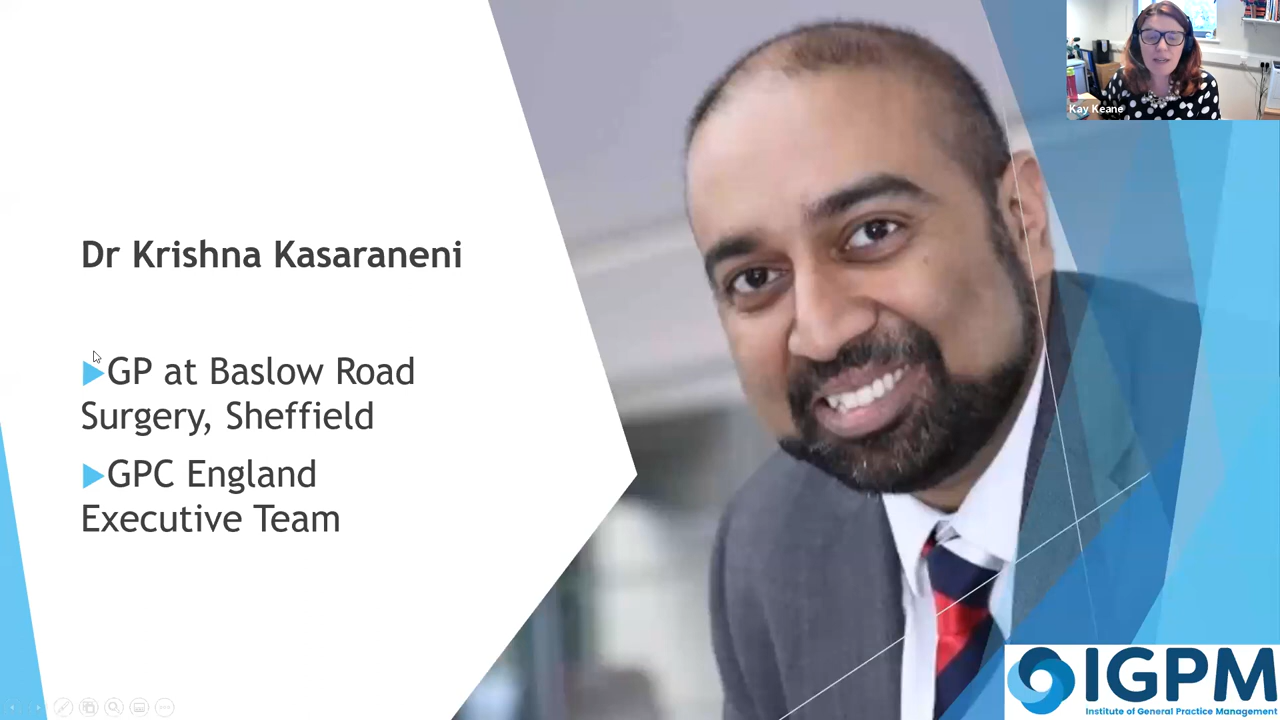 Kay Keane
Dr Krishna Kasaraneni
GP at Baslow Road
Surgery, Sheffield
GPC England
Executive Team
IGPM
Institute of General Practice Management